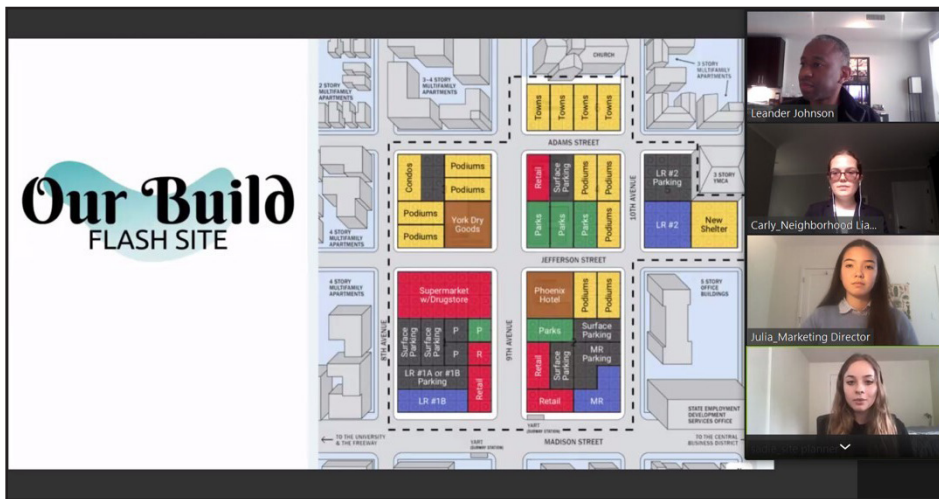 Our Build
FLASH SITE
2 STORY
MULTIFAMILY
APARTMENTS
3-4 STORY
MULTIFAMILY
APARTMENTS
CHURCH
3 STORY
MULTIFAMILY
APARTMENTS
Towns
Towns
Towns
Towns
ADAMS STREET
Condos
Podiums
Podiums
Podiums
Podiums
York Dry
Goods
Retail
Surface
Parking
Podiums
Podiums
Parks
Parks
Parks
Podiums
10TH AVENUE
LR #2
Parking
3 STORY
YMCA
LR #2
New
Shelter
4 STORY
MULTIFAMILY
APARTMENTS
JEFFERSON STREET
4 STORY
MULTIFAMILY
APARTMENTS
8TH AVENUE
Supermarket
w/Drugstore
Surface
Parking
Surface
Parking
P
P
P
R
LR #1A or #1B
Parking
Retail
LR #1B
9TH AVENUE
Phoenix
Hotel
Podiums
Podiums
Parks
Surface
Parking
Retail
Surface
Parking
MR
Parking
Retail
MR
5 STORY
OFFICE
BUILDINGS
STATE EMPLOYMENT
DEVELOPMENT
SERVICES OFFICE
TO THE UNIVERSITY
& THE FREEWAY
VART
(SUBWAY STATION)
VART
(SUBWAY STATION)
MADISON STREET
TO THE CENTRAL
BUSINESS DISTRICT
Leander Johnson
Carly_Neighborhood Lia...
Julia_Marketing Director